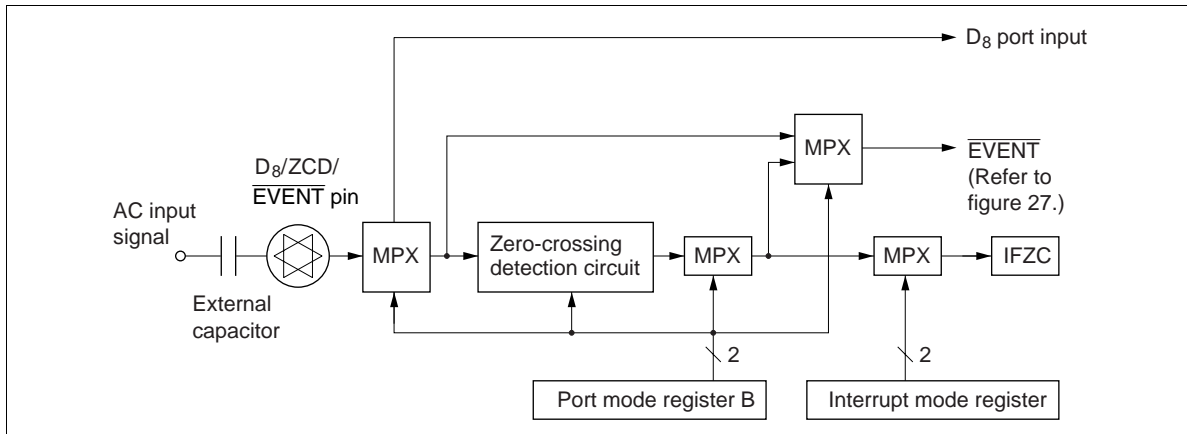 D8 port input
MPX
EVENT
(Refer to
figure 27.)
D8/ZCD/
EVENT pin
AC input
signal
MPX
Zero-crossing
detection circuit
MPX
MPX
IFZC
External
capacitor
2
2
Port mode register B
Interrupt mode register